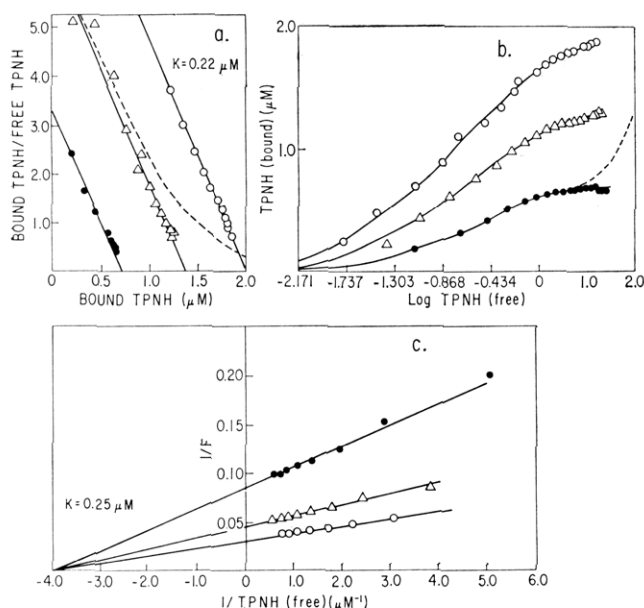 a.
K=0.22 μM
5.0
4.0
3.0
2.0
1.0
BOUND TPNH/FREE TPNH
0 0.5 1.0 1.5 2.0
BOUND TPNH (μM)
b.
2.0
1.0
0
TPNH (bound) (μM)
-2.171 -1.737 -1.303 -0.868 -0.434 0 1.0 2.0
Log TPNH (free)
c.
1/F
0.20
0.15
0.10
0.05
K=0.25 μM
-4.0 -3.0 -2.0 -1.0 0 1.0 2.0 3.0 4.0 5.0 6.0
1/TPNH (free)(μM⁻¹)